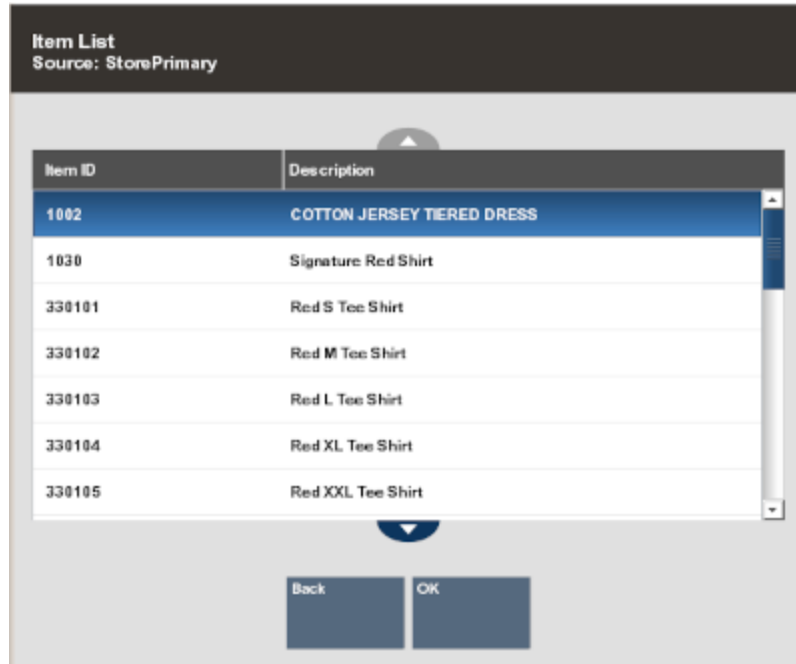 Item List
Source: StorePrimary
Item ID Description
1002 COTTON JERSEY TIERED DRESS
1030 Signature Red Shirt
330101 Red S Tee Shirt
330102 Red M Tee Shirt
330103 Red L Tee Shirt
330104 Red XL Tee Shirt
330105 Red XXL Tee Shirt
Back OK